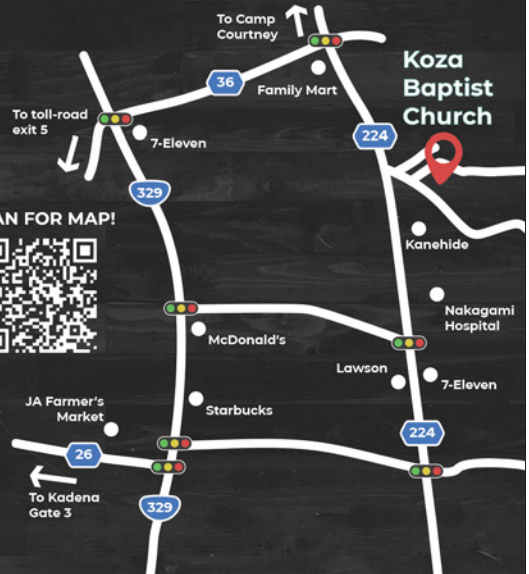 To Camp
Courtney
Koza
Baptist
Church
36
Family Mart
To toll-road
exit 5
7-Eleven
224
329
AN FOR MAP!
Kanehide
Nakagami
Hospital
McDonald's
Lawson
7-Eleven
JA Farmer's
Market
Starbucks
224
26
To Kadena
Gate 3
329